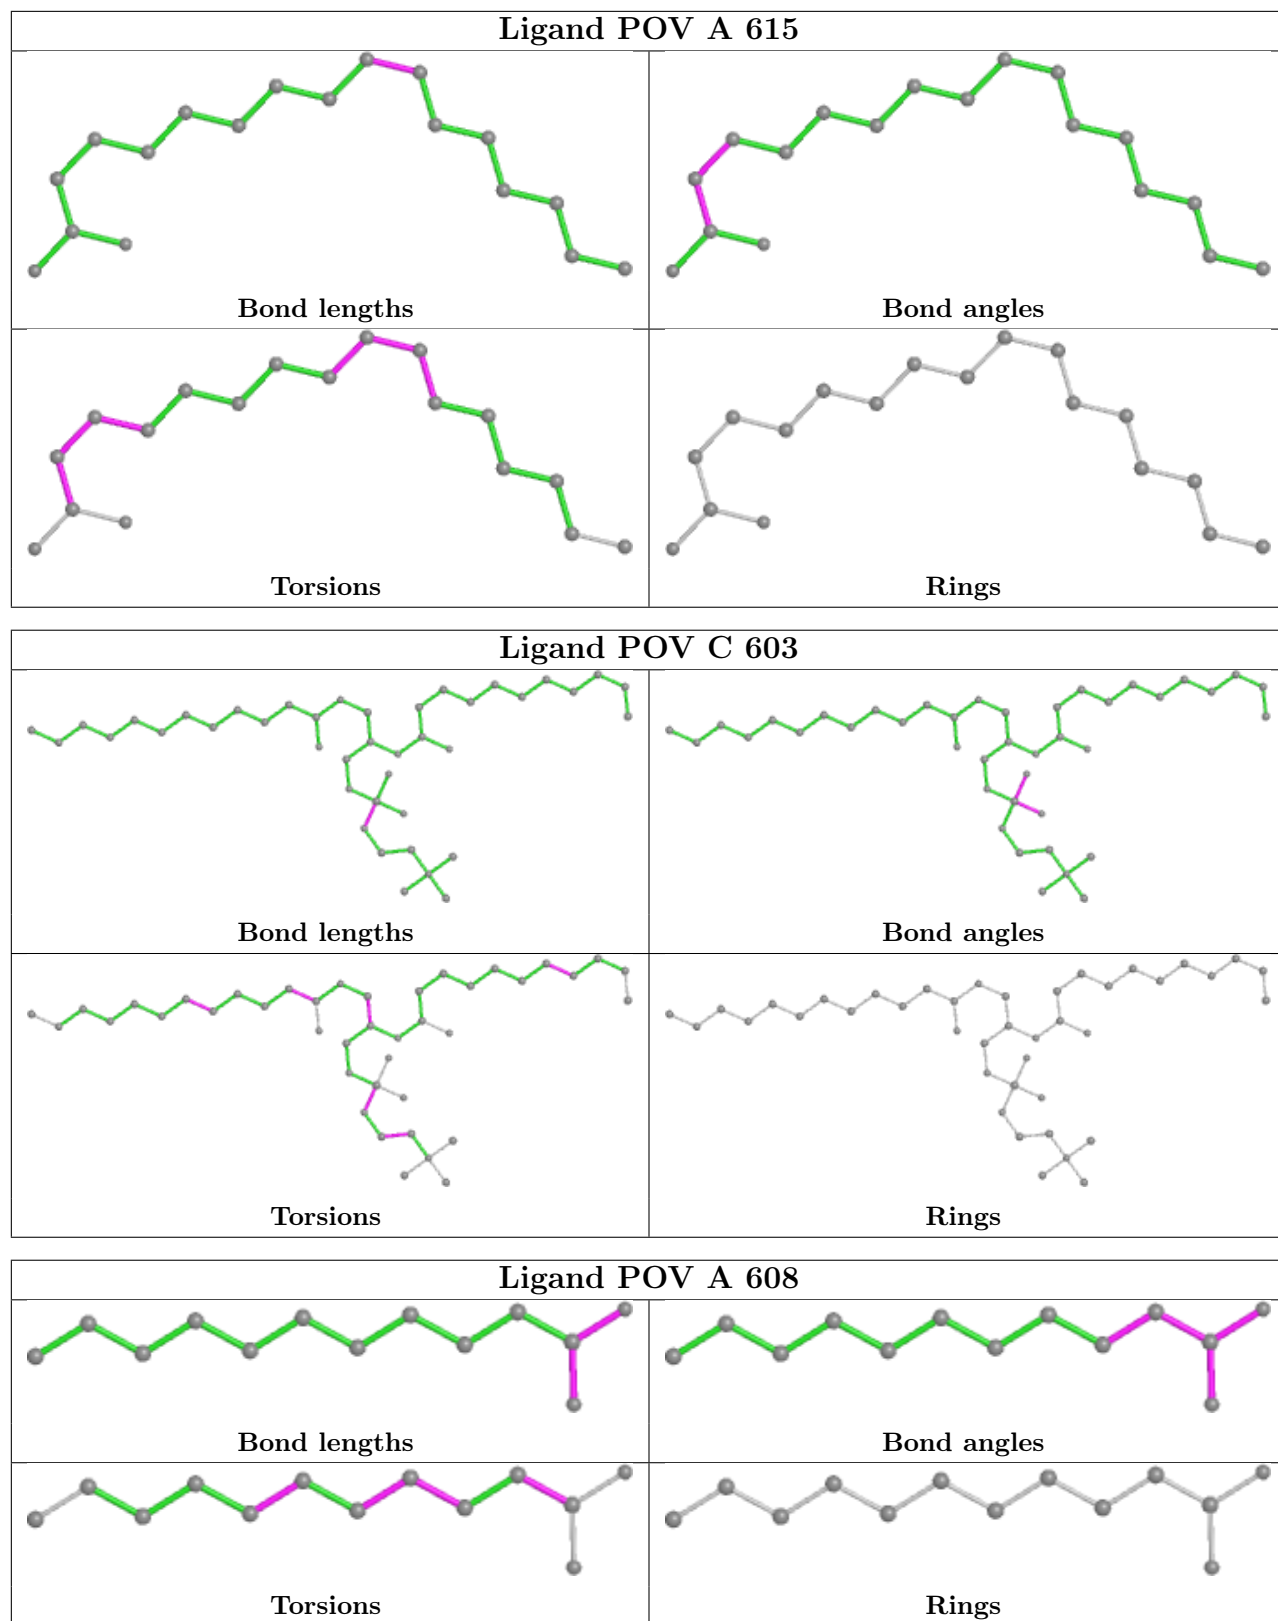 Ligand POV A 615
Bond lengths
Bond angles
Torsions
Rings
Ligand POV C 603
Bond lengths
Bond angles
Torsions
Rings
Ligand POV A 608
Bond lengths
Bond angles
Torsions
Rings